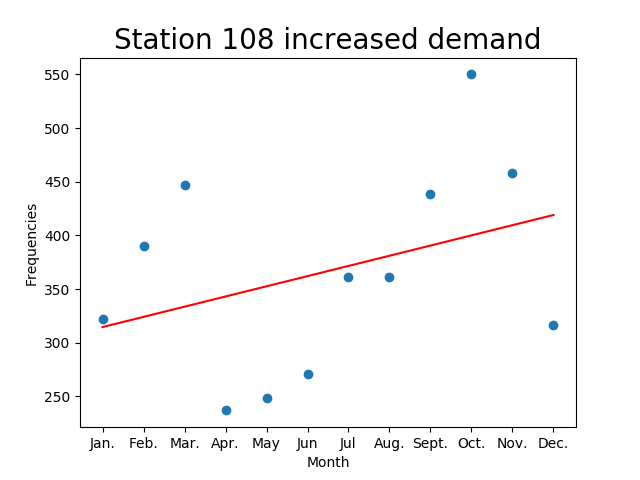 Station 108 increased demand
550
500
450
400
350
300
250
Frequencies
Jan. Feb. Mar. Apr. May Jun Jul Aug. Sept. Oct. Nov. Dec.
Month